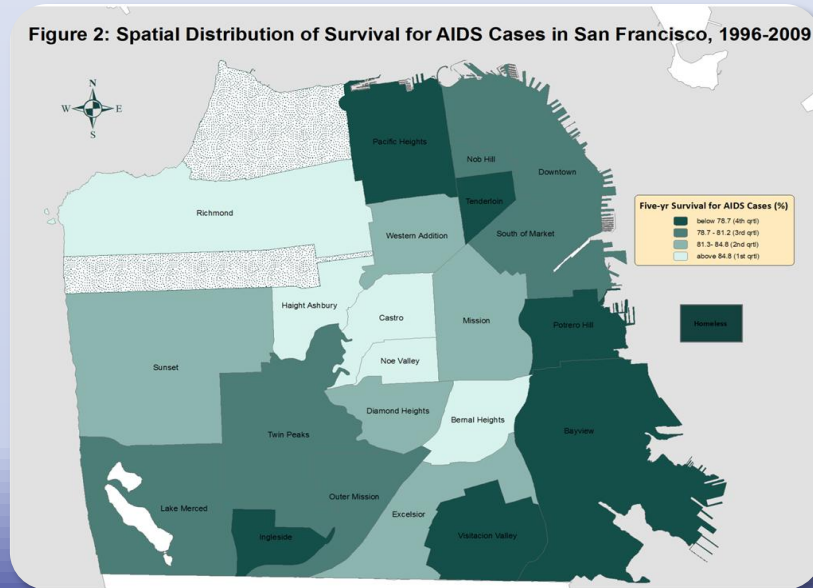 Figure 2: Spatial Distribution of Survival for AIDS Cases in San Francisco, 1996-2009
N
W E
S
Pacific Heights
Nob Hill
Downtown
Tenderloin
Richmond
Western Addition
South of Market
Five-yr Survival for AIDS Cases (%)
below 78.7 (4th qrtl)
78.7 - 81.2 (3rd qrtl)
81.3- 84.8 (2nd qrtl)
above 84.8 (1st qrtl)
Haight Ashbury
Castro
Mission
Potrero Hill
Homeless
Noe Valley
Sunset
Diamond Heights
Bernal Heights
Twin Peaks
Bayview
Outer Mission
Lake Merced
Excelsior
Ingleside
Visitacion Valley